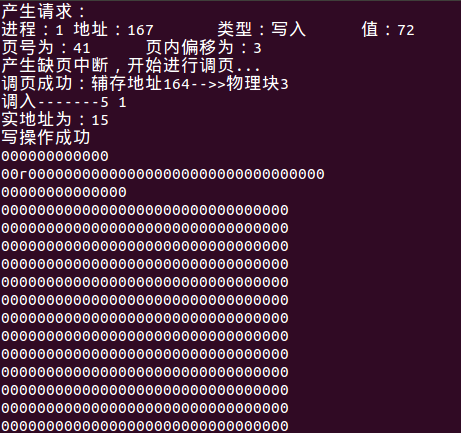 产生请求：
进程：1 地址：167      类型：写入      值：72
页号为：41      页内偏移为：3
产生缺页中断，开始进行调页...
调页成功：辅存地址164-->>物理块3
调入-------5 1
实地址为：15
写操作成功
000000000000
00r000000000000000000000000000000000
00000000000000
00000000000000000000000000000000
00000000000000000000000000000000
00000000000000000000000000000000
00000000000000000000000000000000
00000000000000000000000000000000
00000000000000000000000000000000
00000000000000000000000000000000
00000000000000000000000000000000
00000000000000000000000000000000
00000000000000000000000000000000
00000000000000000000000000000000
00000000000000000000000000000000
00000000000000000000000000000000